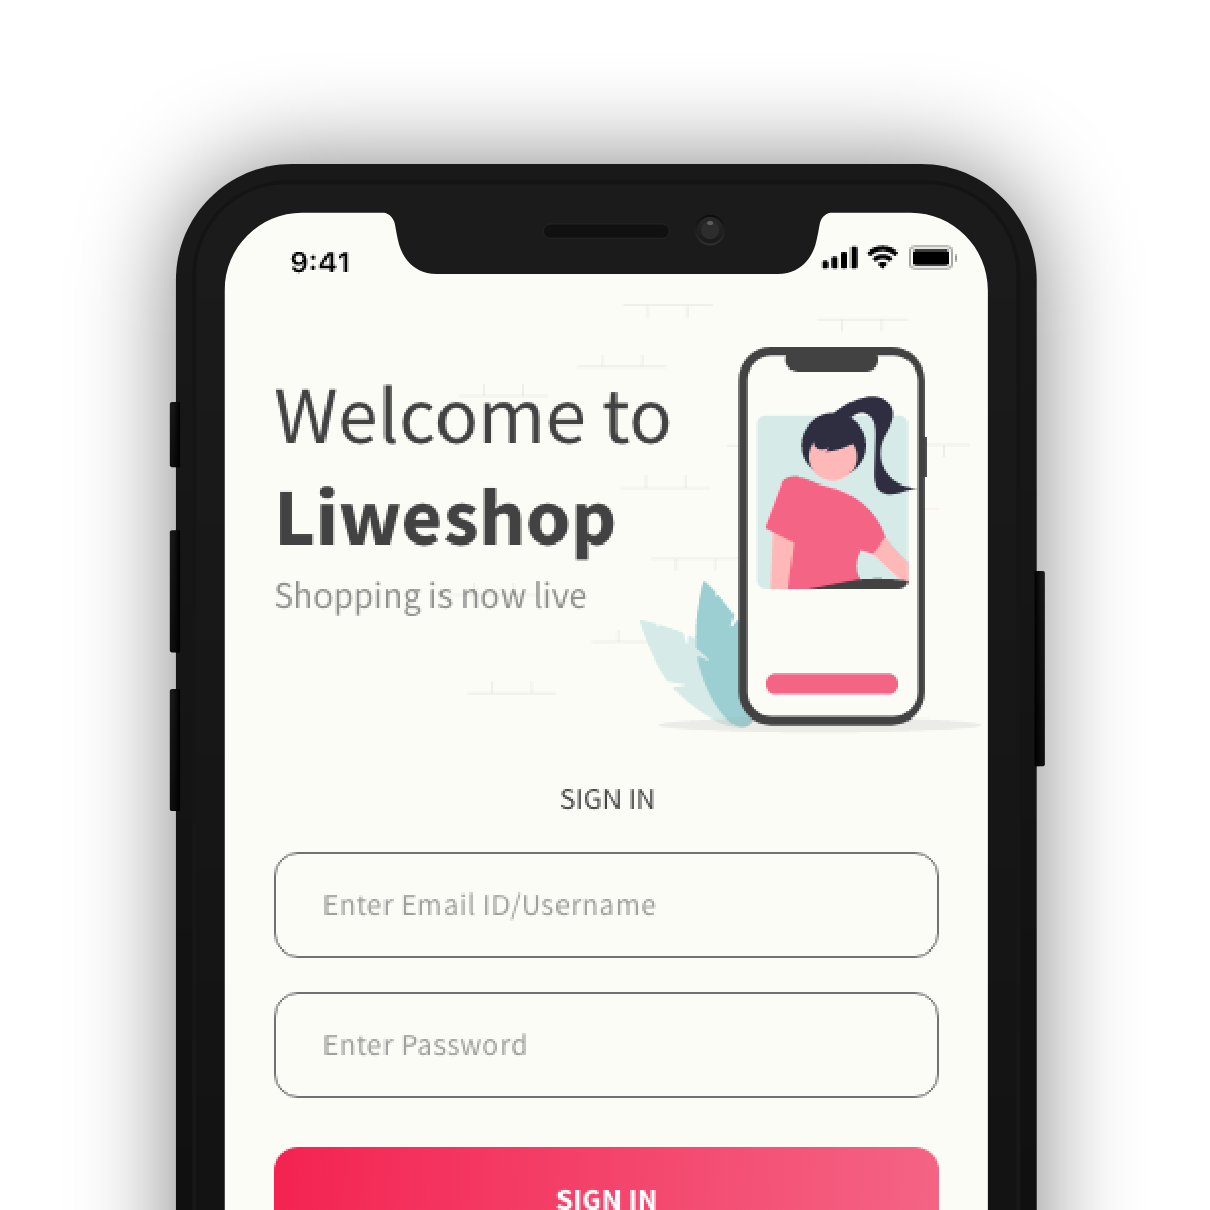 9:41
Welcome to
Liweshop
Shopping is now live
SIGN IN
Enter Email ID/Username
Enter Password
SIGN IN